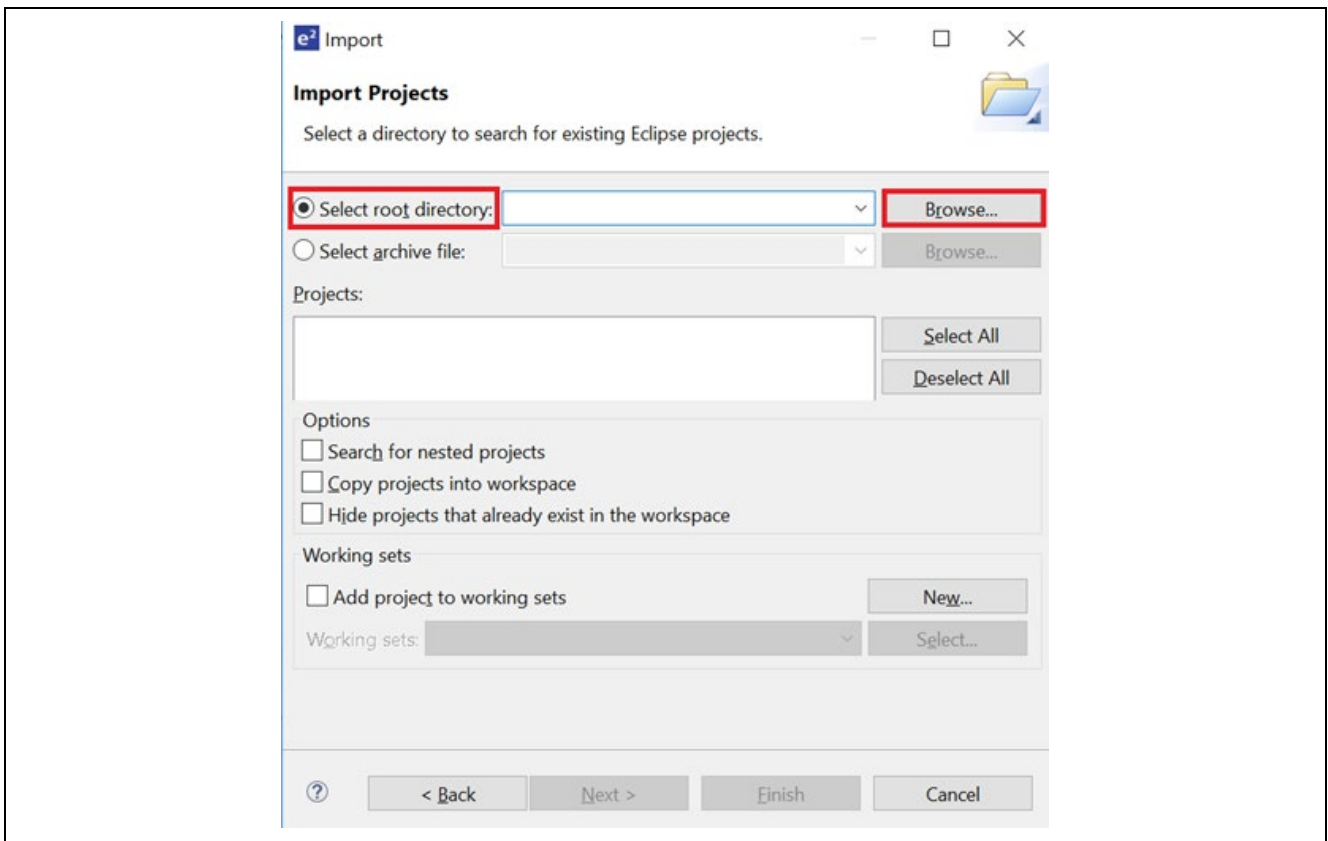 e² Import
Import Projects
Select a directory to search for existing Eclipse projects.
Select root directory: Browse...
Select archive file: Browse...
Projects:
Select All
Deselect All
Options
Search for nested projects
Copy projects into workspace
Hide projects that already exist in the workspace
Working sets
Add project to working sets New...
Working sets: Select...
? < Back Next > Finish Cancel